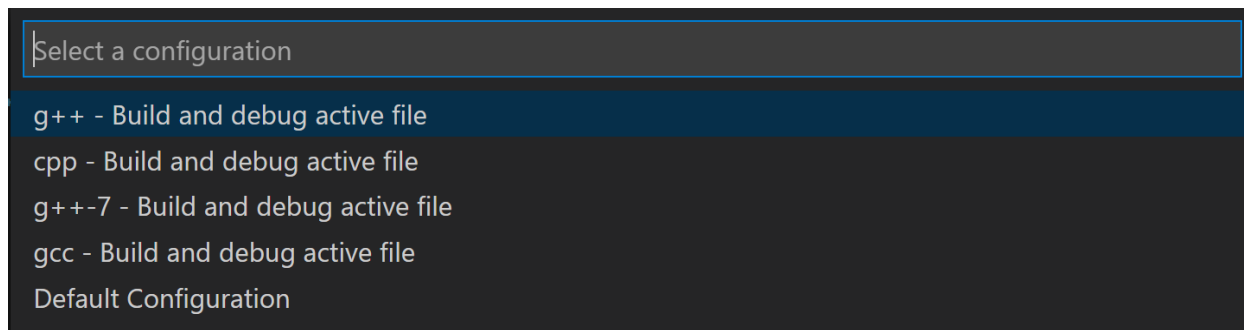 Select a configuration
g++ - Build and debug active file
cpp - Build and debug active file
g++-7 - Build and debug active file
gcc - Build and debug active file
Default Configuration